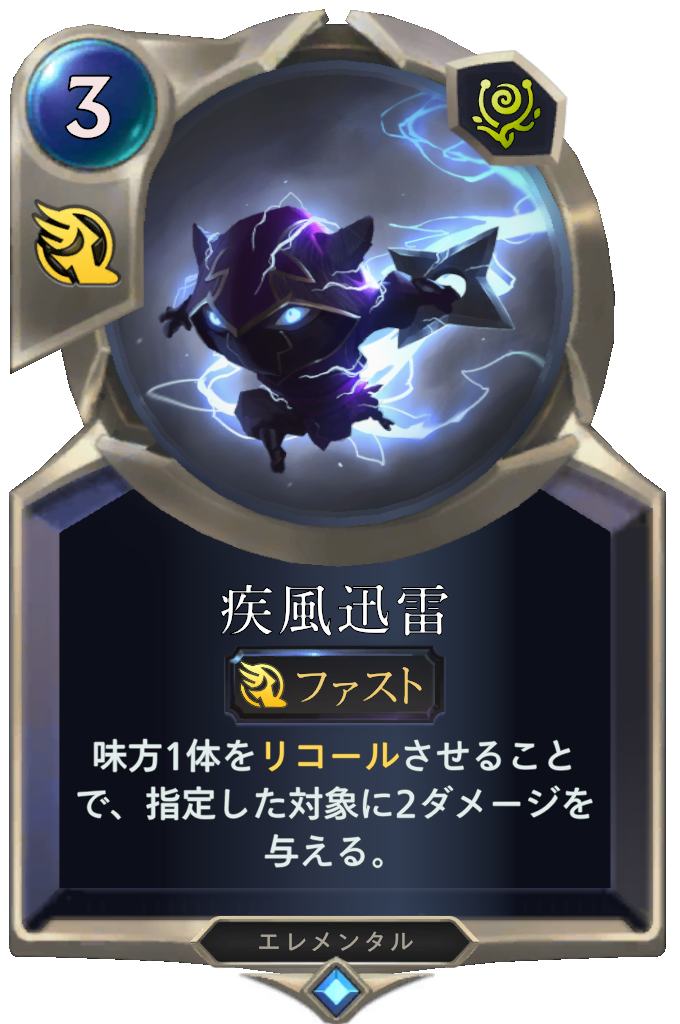 3
疾風迅雷
ファスト
味方1体をリコールさせること
で、指定した対象に2ダメージを
与える。
エレメンタル